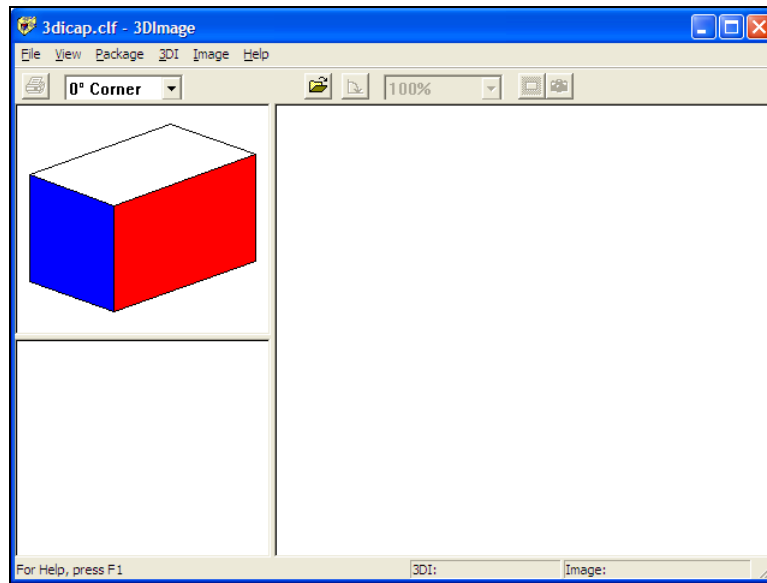 3dicap.clf - 3DImage
File View Package 3DI Image Help
0° Corner 100%
For Help, press F1 3DI: Image: